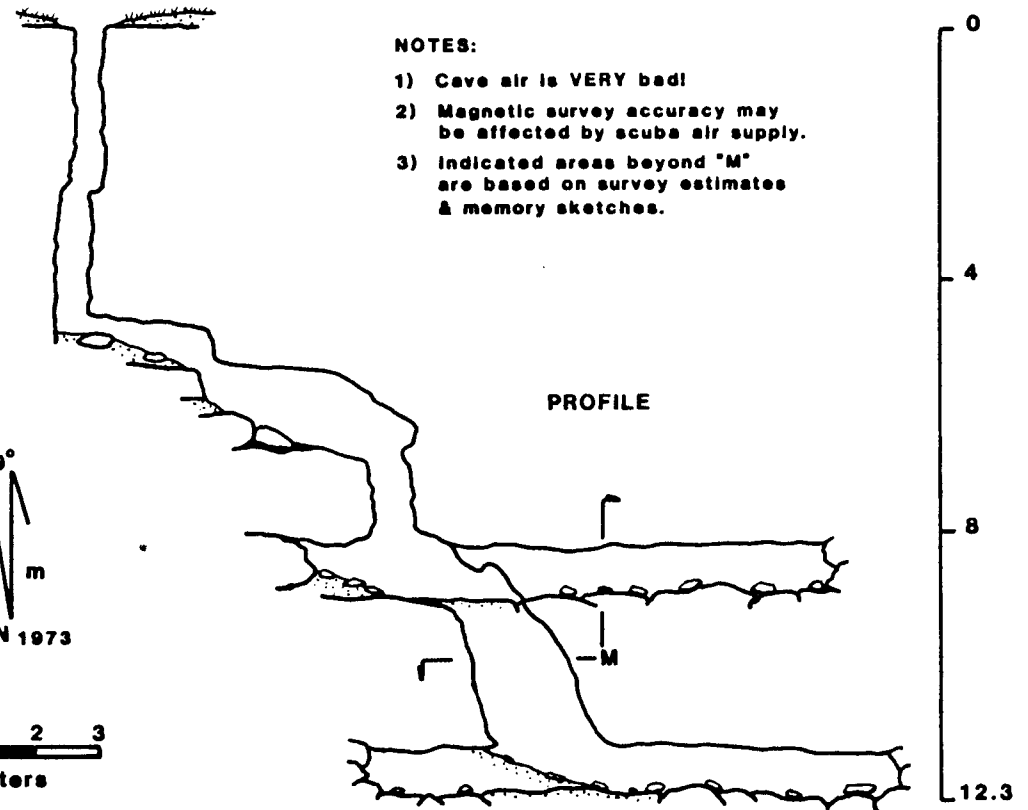 NOTES:
1) Cave air is VERY bad!
2) Magnetic survey accuracy may
be affected by scuba air supply.
3) Indicated areas beyond "M"
are based on survey estimates
& memory sketches.
0
4
PROFILE
8
m
N 1973
M
2 3
ters
12.3